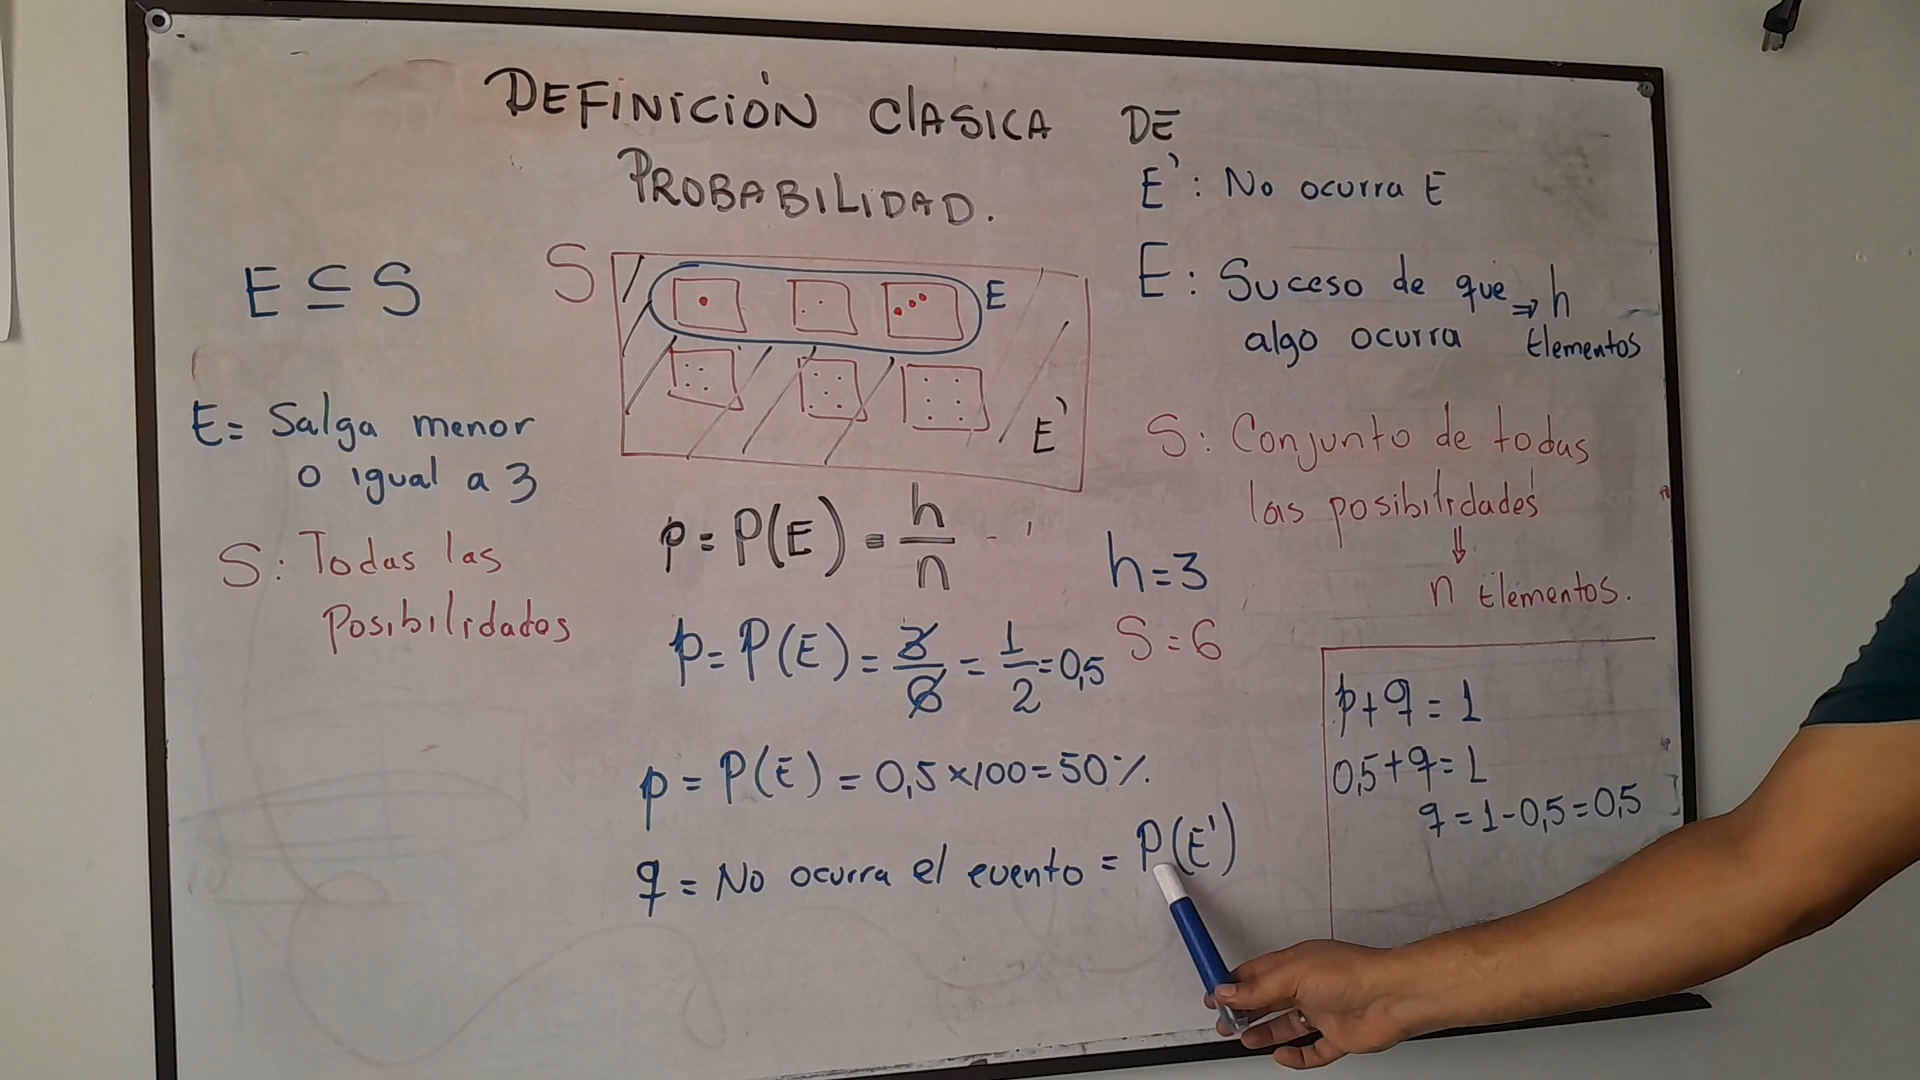 DEFINICIÓN CLASICA DE
PROBABILIDAD.
E': No ocurra E
E ⊆ S
S
E
E'
E: Suceso de que ⇒ h
algo ocurra Elementos
E= Salga menor
o igual a 3
S: Conjunto de todas
las posibilidades
⇓
n Elementos.
S: Todas las
Posibilidades
p = P(E) = h/n
h=3
p = P(E) = 3/6 = 1/2 = 0,5
S=6
p = P(E) = 0,5×100=50%.
q = No ocurra el evento = P(E')
p+q=1
0,5+q=1
q=1-0,5=0,5